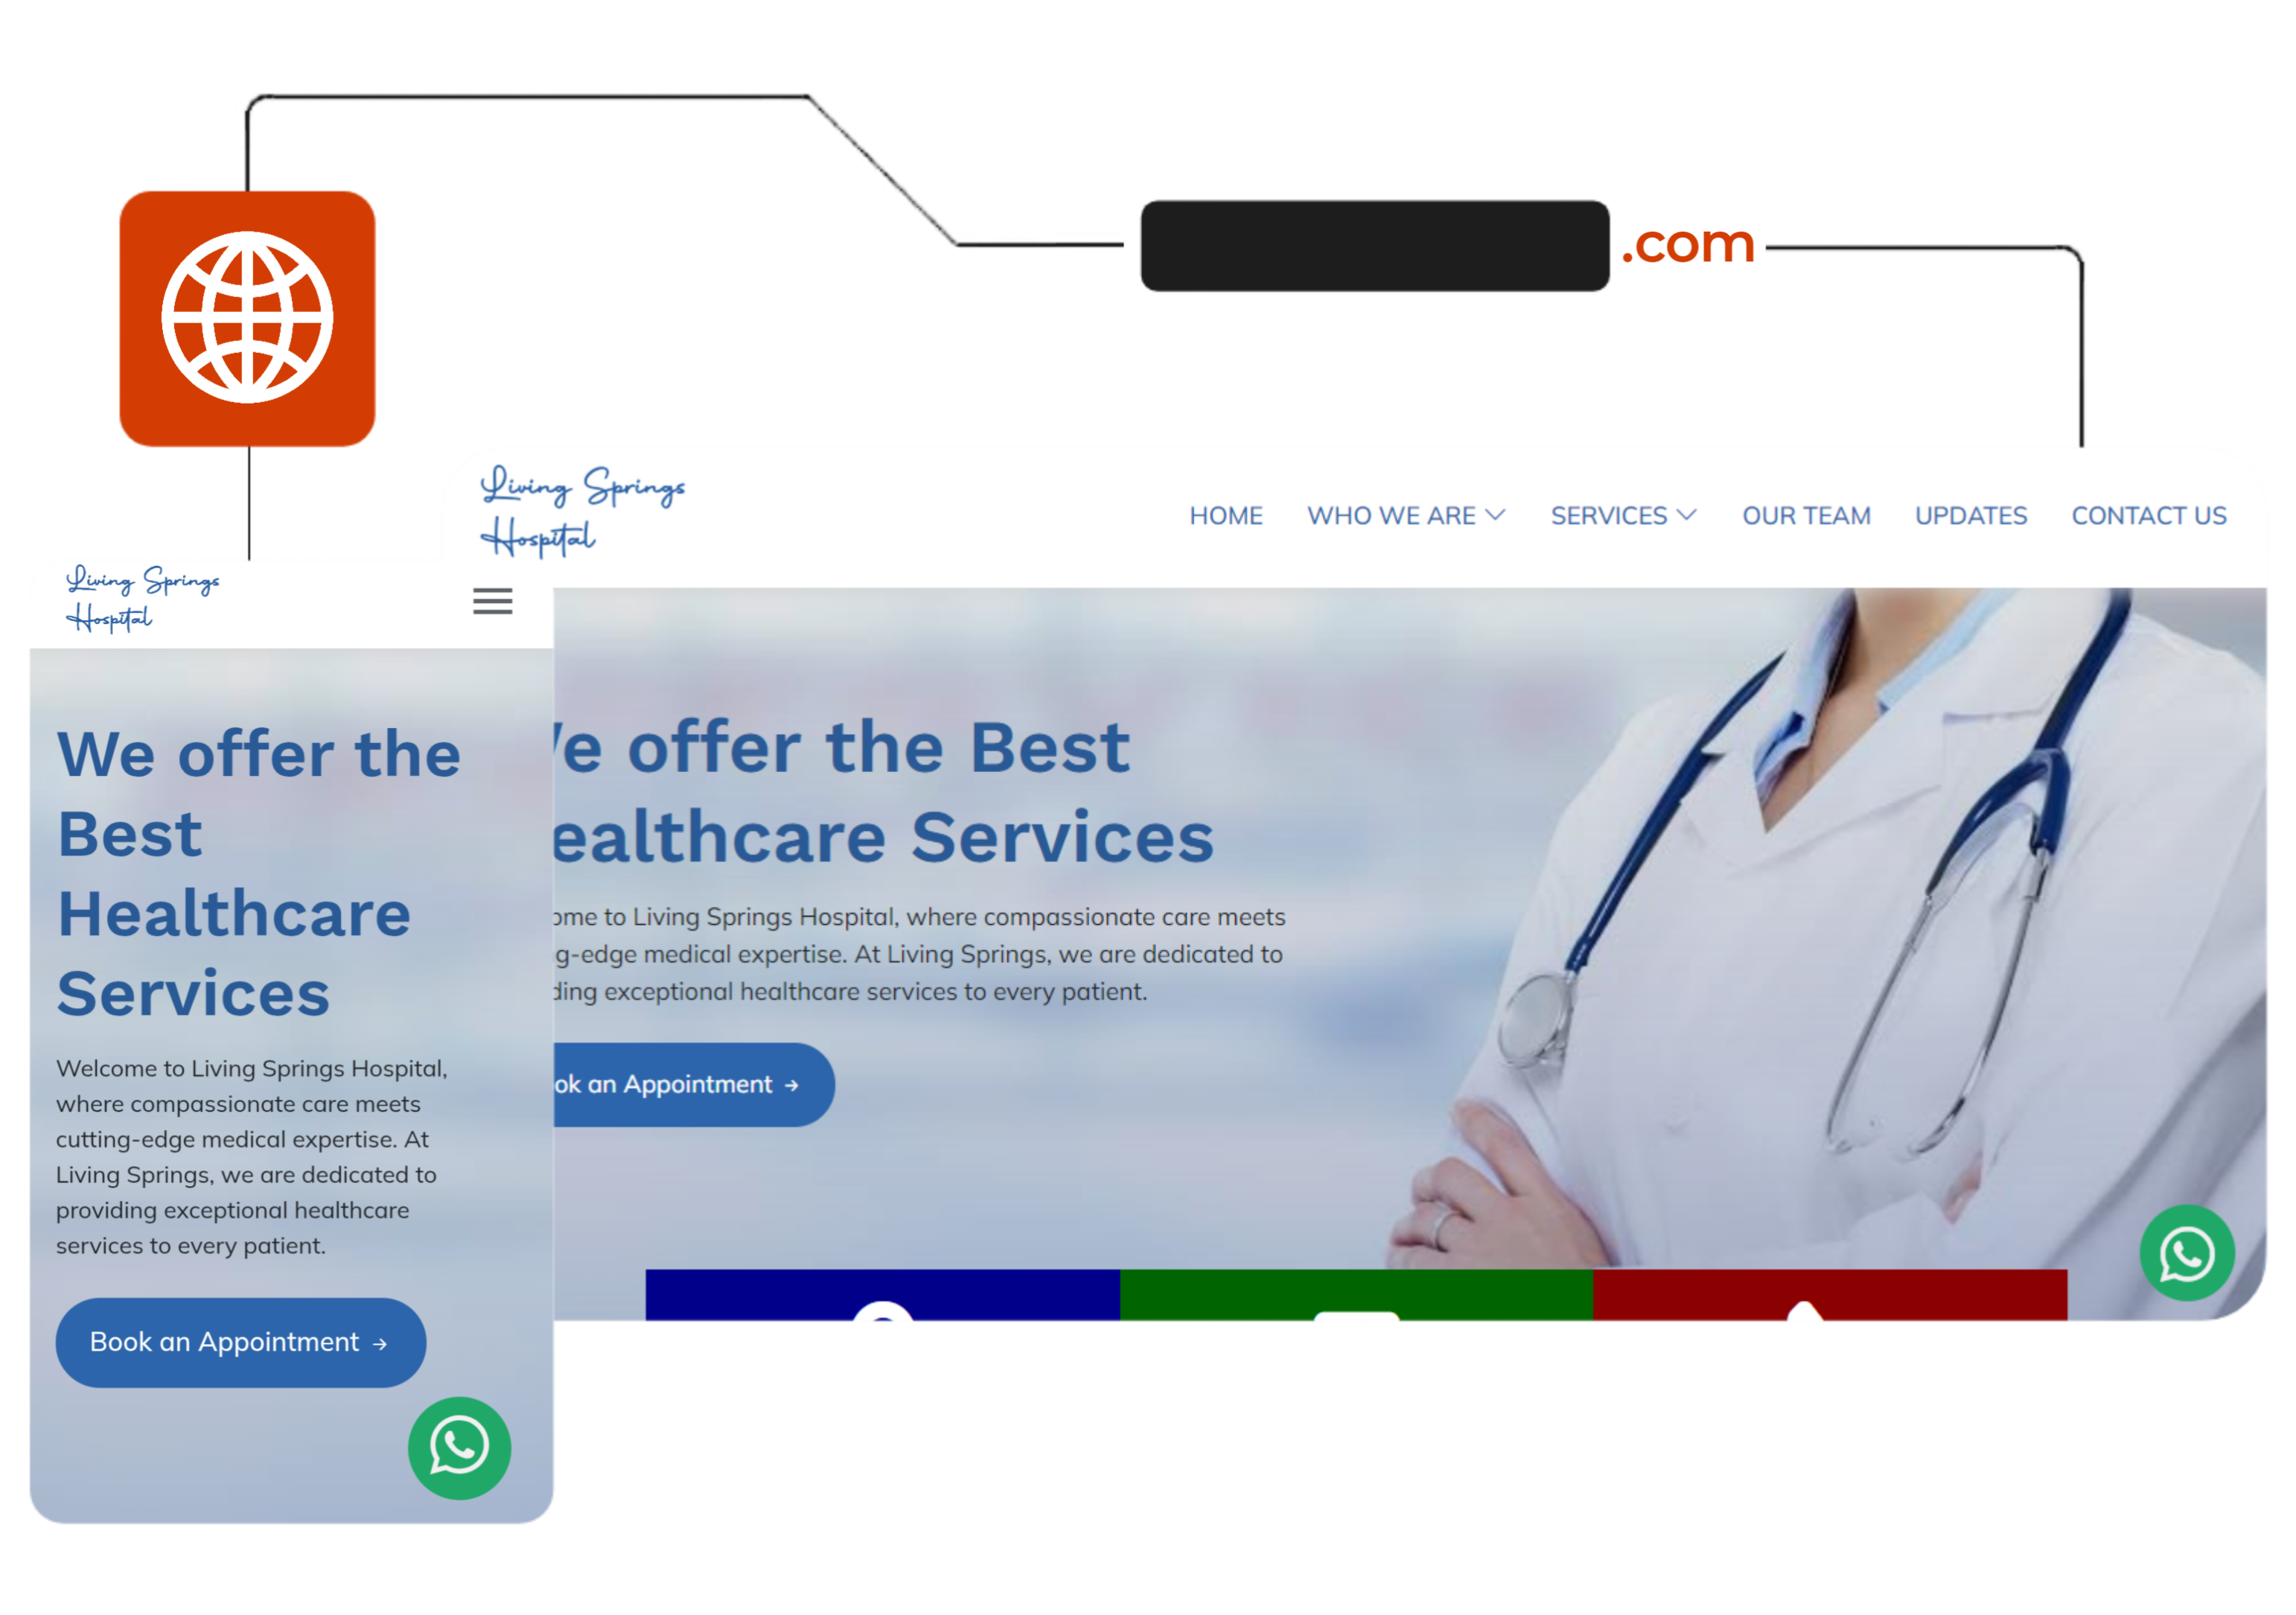 .com
Living Springs
Hospital
HOME WHO WE ARE SERVICES OUR TEAM UPDATES CONTACT US
Living Springs
Hospital
We offer the
Best
Healthcare
Services
Welcome to Living Springs Hospital,
where compassionate care meets
cutting-edge medical expertise. At
Living Springs, we are dedicated to
providing exceptional healthcare
services to every patient.
Book an Appointment →
e offer the Best
ealthcare Services
ome to Living Springs Hospital, where compassionate care meets
g-edge medical expertise. At Living Springs, we are dedicated to
ding exceptional healthcare services to every patient.
ok an Appointment →